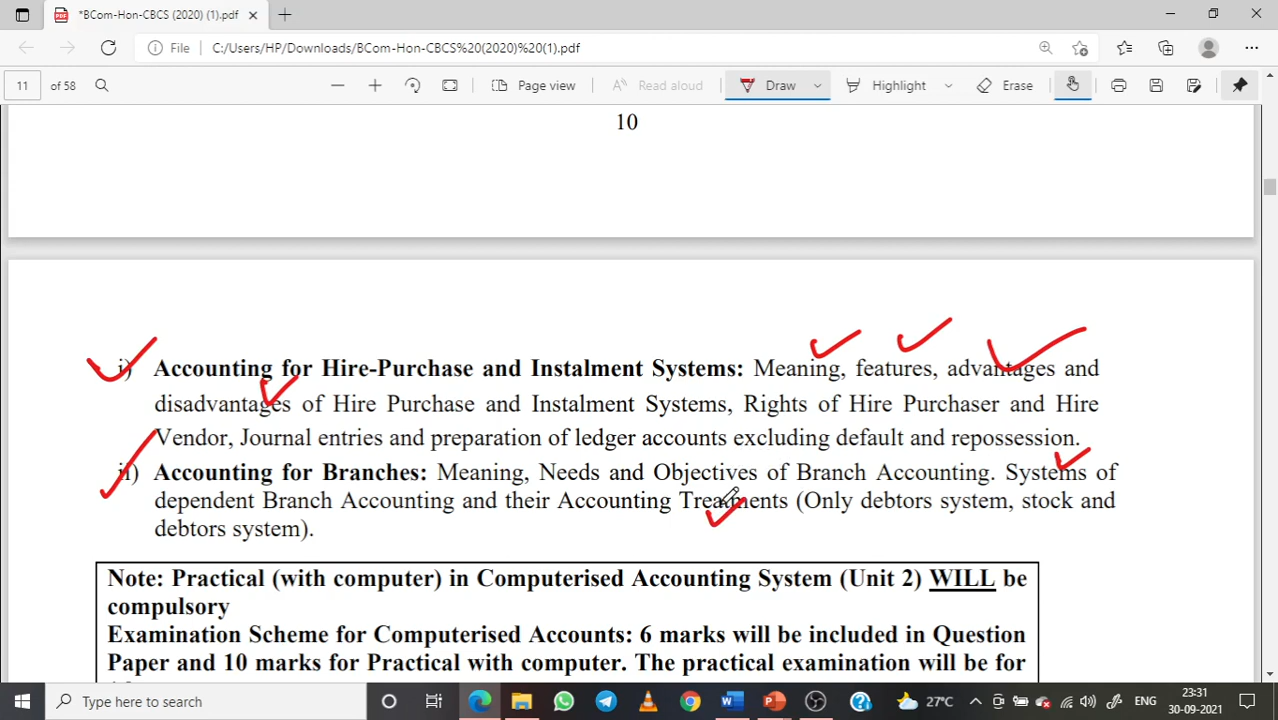 *BCom-Hon-CBCS (2020) (1).pdf
File C:/Users/HP/Downloads/BCom-Hon-CBCS%20(2020)%20(1).pdf
11 of 58 Page view Read aloud Draw Highlight Erase
10
i) Accounting for Hire-Purchase and Instalment Systems: Meaning, features, advantages and
disadvantages of Hire Purchase and Instalment Systems, Rights of Hire Purchaser and Hire
Vendor, Journal entries and preparation of ledger accounts excluding default and repossession.
ii) Accounting for Branches: Meaning, Needs and Objectives of Branch Accounting. Systems of
dependent Branch Accounting and their Accounting Treatments (Only debtors system, stock and
debtors system).
Note: Practical (with computer) in Computerised Accounting System (Unit 2) WILL be
compulsory
Examination Scheme for Computerised Accounts: 6 marks will be included in Question
Paper and 10 marks for Practical with computer. The practical examination will be for
Type here to search 27°C ENG 23:31
30-09-2021